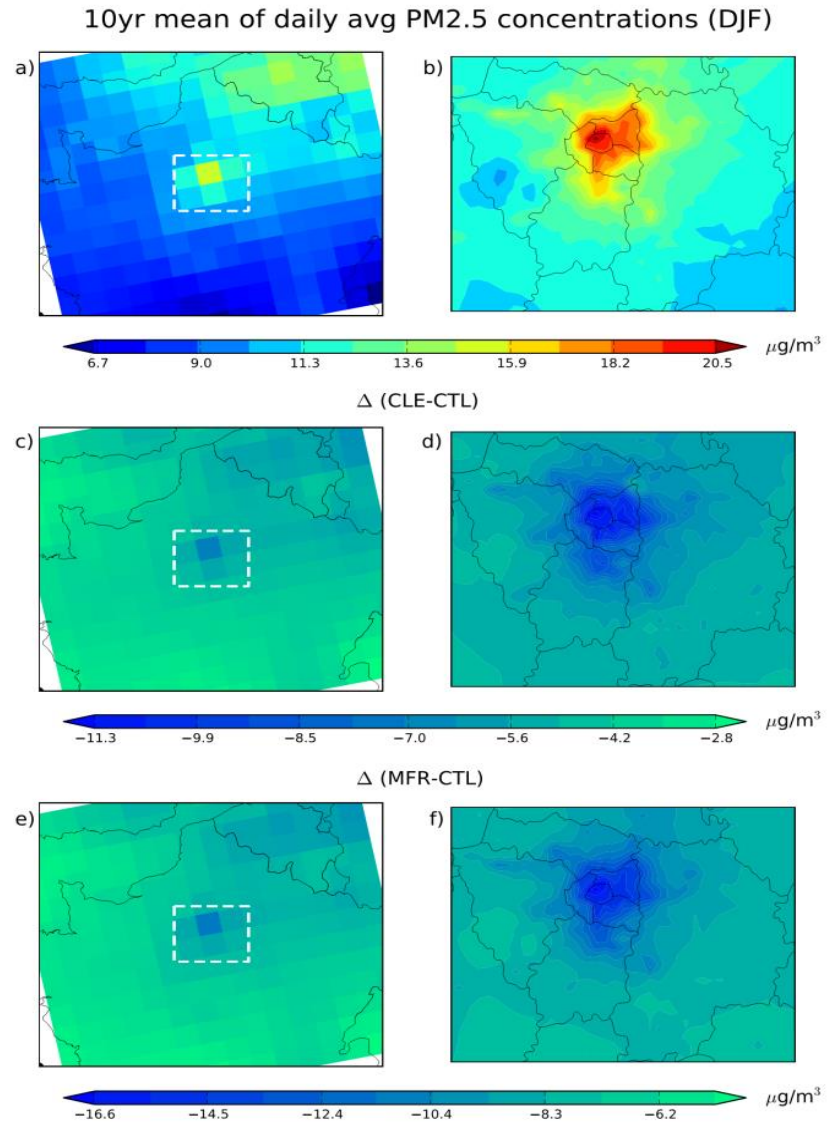 10yr mean of daily avg PM2.5 concentrations (DJF)
a)
b)
6.7 9.0 11.3 13.6 15.9 18.2 20.5 μg/m³
Δ (CLE-CTL)
c)
d)
−11.3 −9.9 −8.5 −7.0 −5.6 −4.2 −2.8 μg/m³
Δ (MFR-CTL)
e)
f)
−16.6 −14.5 −12.4 −10.4 −8.3 −6.2 μg/m³